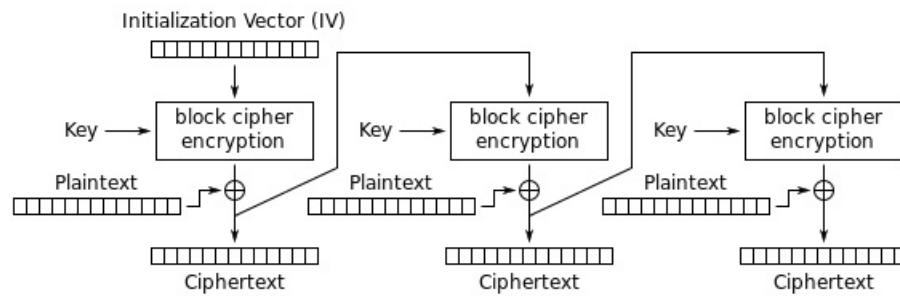 Initialization Vector (IV)
Key
block cipher
encryption
Key
block cipher
encryption
Key
block cipher
encryption
Plaintext
Plaintext
Plaintext
Ciphertext
Ciphertext
Ciphertext